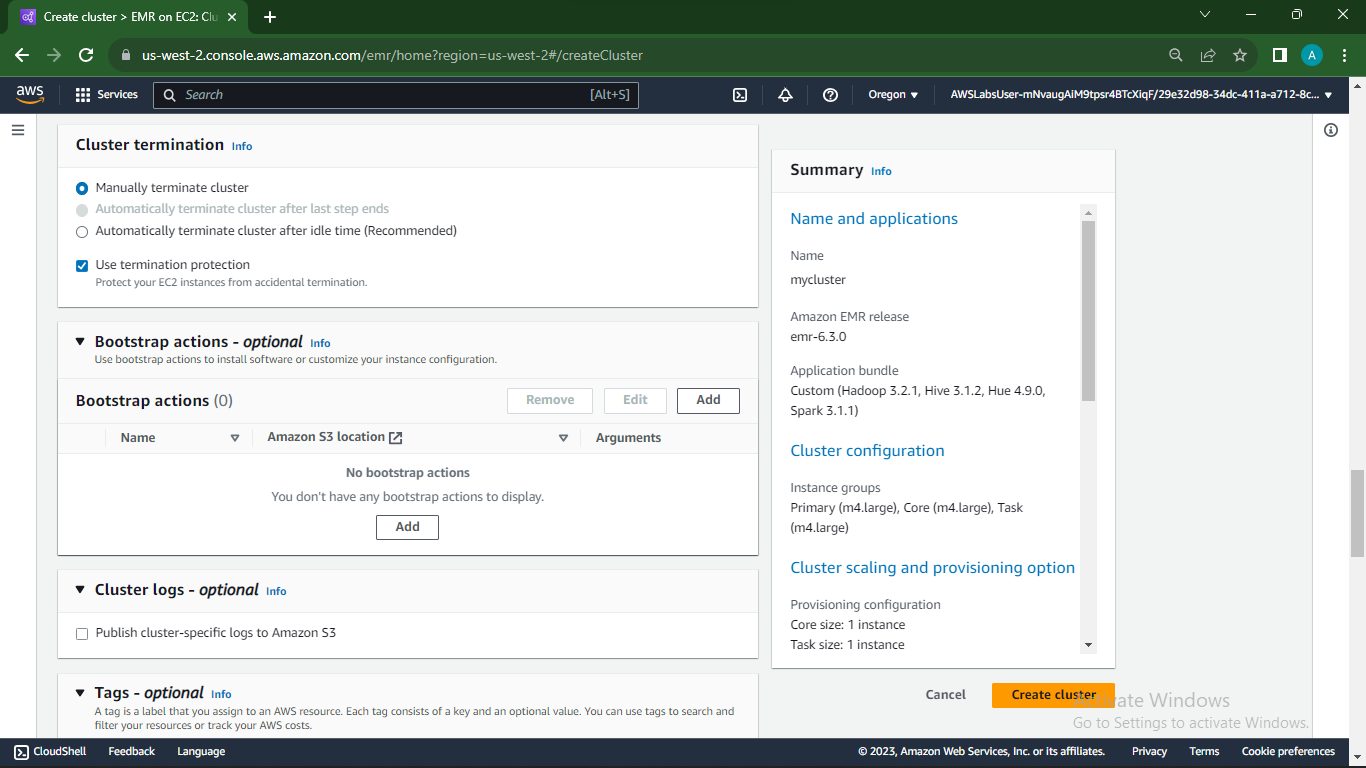 Create cluster > EMR on EC2: Clu
us-west-2.console.aws.amazon.com/emr/home?region=us-west-2#/createCluster
A
aws
Services
Search
[Alt+S]
Oregon
AWSLabsUser-mNvaugAiM9tpsr4BTcXiqF/29e32d98-34dc-411a-a712-8c...
Cluster termination Info
Manually terminate cluster
Automatically terminate cluster after last step ends
Automatically terminate cluster after idle time (Recommended)
Use termination protection
Protect your EC2 instances from accidental termination.
Bootstrap actions - optional Info
Use bootstrap actions to install software or customize your instance configuration.
Bootstrap actions (0)
Remove
Edit
Add
Name
Amazon S3 location
Arguments
No bootstrap actions
You don't have any bootstrap actions to display.
Add
Cluster logs - optional Info
Publish cluster-specific logs to Amazon S3
Tags - optional Info
A tag is a label that you assign to an AWS resource. Each tag consists of a key and an optional value. You can use tags to search and
filter your resources or track your AWS costs.
Summary Info
Name and applications
Name
mycluster
Amazon EMR release
emr-6.3.0
Application bundle
Custom (Hadoop 3.2.1, Hive 3.1.2, Hue 4.9.0,
Spark 3.1.1)
Cluster configuration
Instance groups
Primary (m4.large), Core (m4.large), Task
(m4.large)
Cluster scaling and provisioning option
Provisioning configuration
Core size: 1 instance
Task size: 1 instance
Cancel
Create cluster
Activate Windows
Go to Settings to activate Windows.
CloudShell
Feedback
Language
© 2023, Amazon Web Services, Inc. or its affiliates.
Privacy
Terms
Cookie preferences